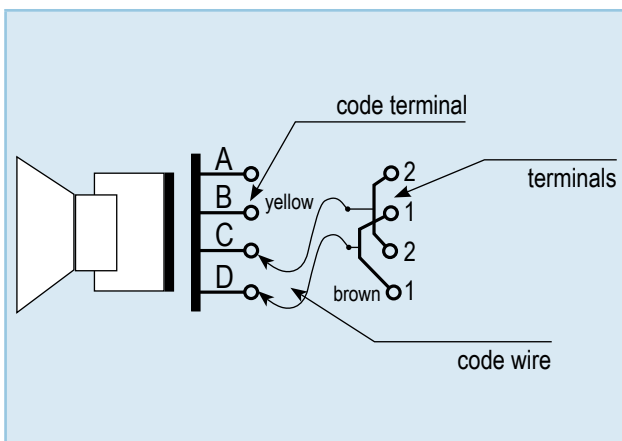 code terminal
A
2
terminals
B
yellow
1
C
2
D
brown
1
code wire